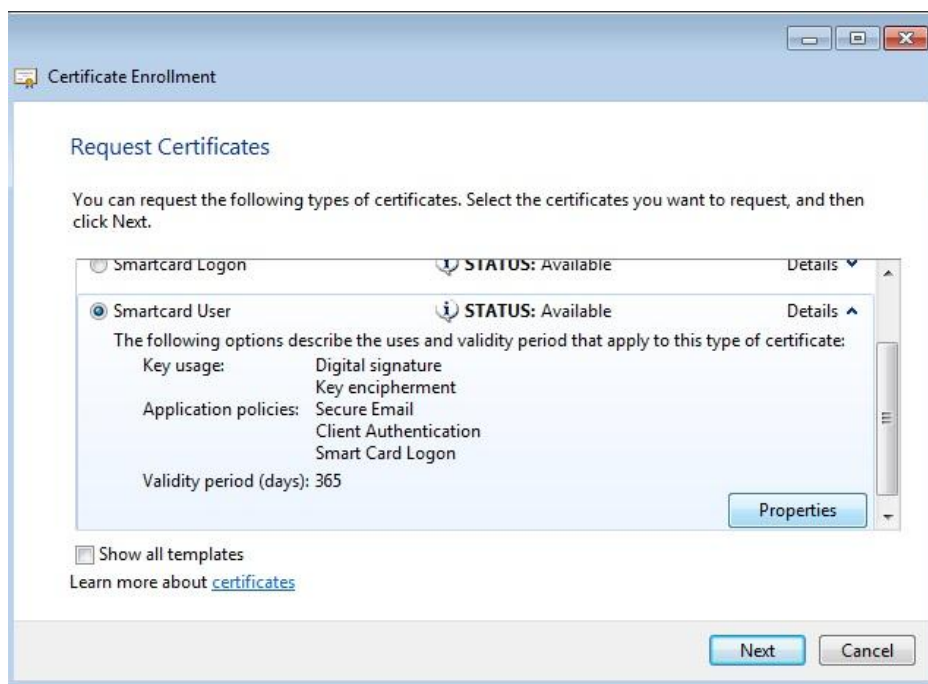 Certificate Enrollment
Request Certificates
You can request the following types of certificates. Select the certificates you want to request, and then
click Next.
Smartcard Logon STATUS: Available Details
Smartcard User STATUS: Available Details
The following options describe the uses and validity period that apply to this type of certificate:
Key usage: Digital signature
Key encipherment
Application policies: Secure Email
Client Authentication
Smart Card Logon
Validity period (days): 365
Properties
Show all templates
Learn more about certificates
Next Cancel